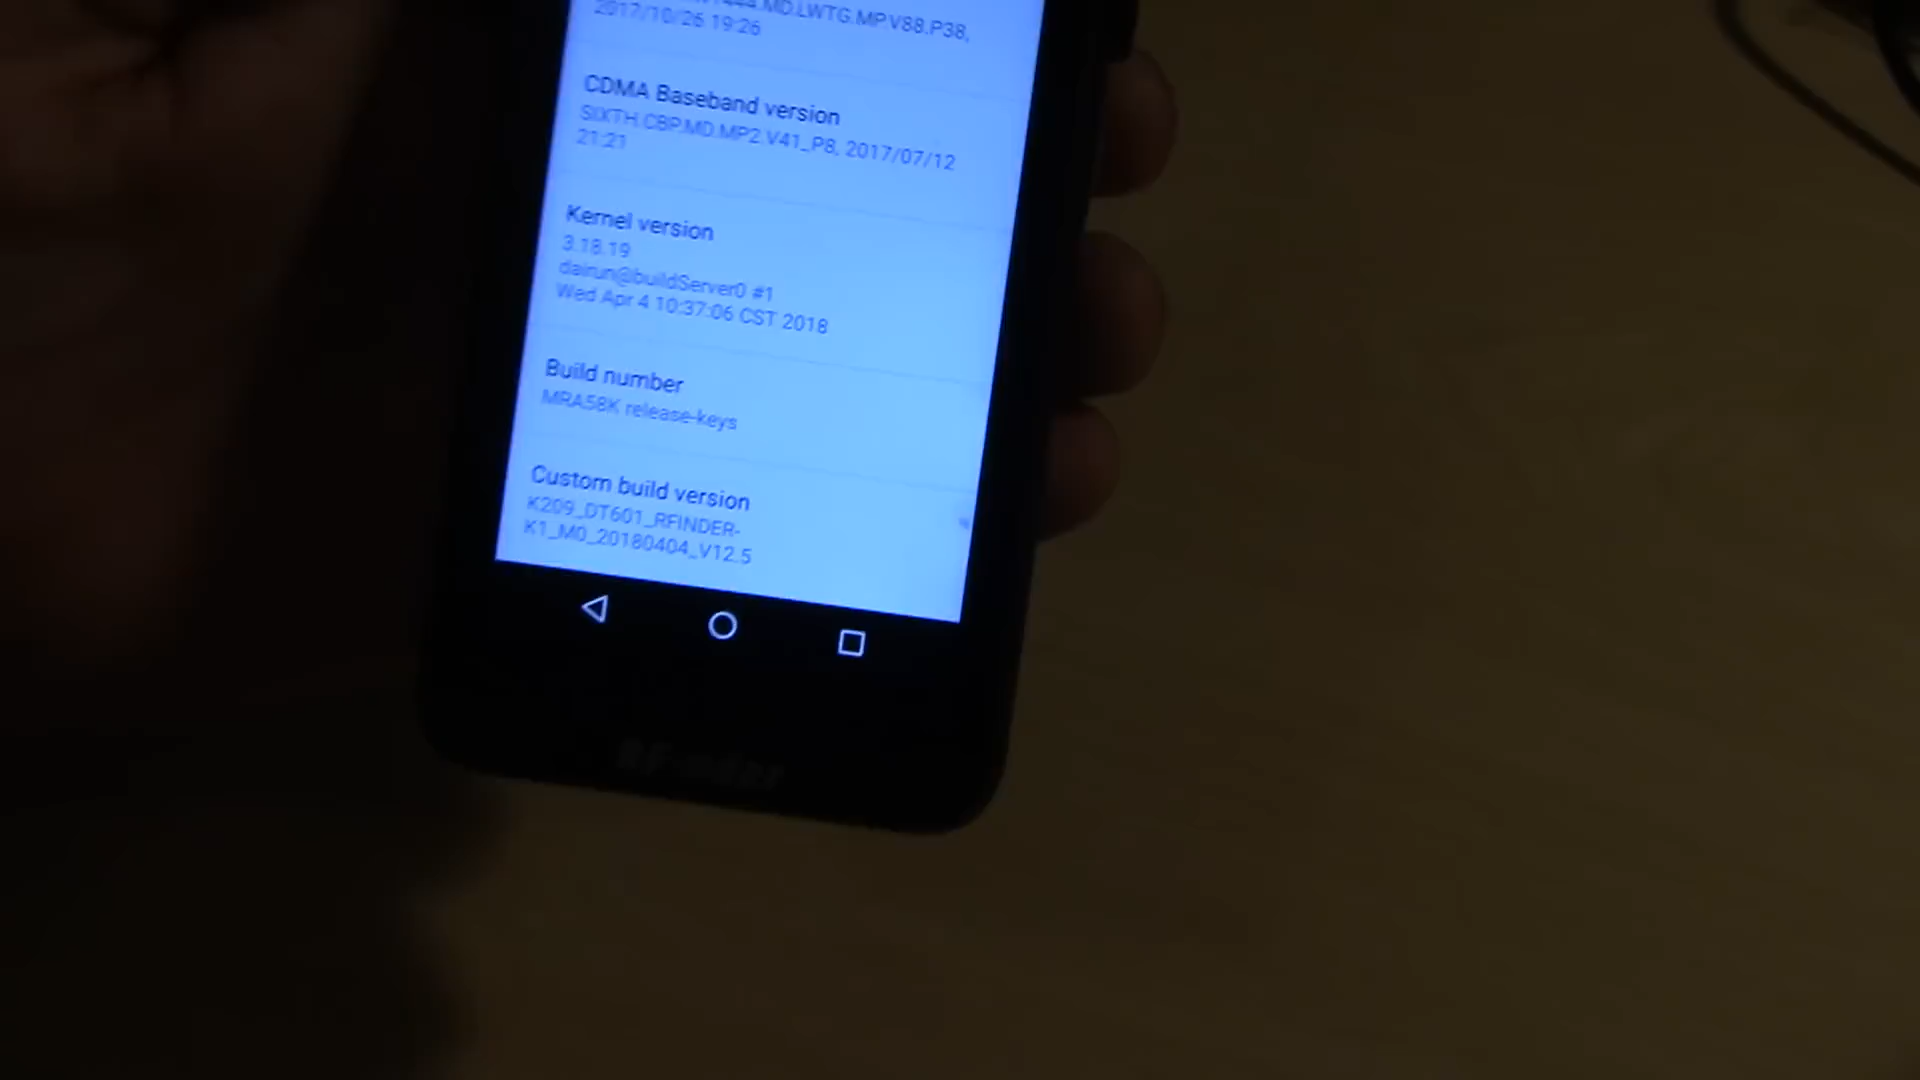 2017/10/26 19:26
CDMA Baseband version
SIXTH.CBP.MD.MP2.V41_P8, 2017/07/12
21:21
Kernel version
3.18.19
dairun@buildServer0 #1
Wed Apr 4 10:37:06 CST 2018
Build number
MRA58K release-keys
Custom build version
K209_DT601_RFINDER-
K1_M0_20180404_V12.5